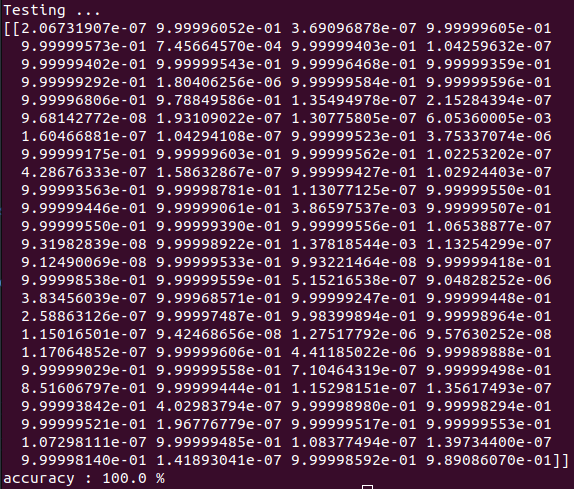 Testing ...
[[2.06731907e-07 9.99996052e-01 3.69096878e-07 9.99999605e-01
9.99999573e-01 7.45664570e-04 9.99999403e-01 1.04259632e-07
9.99999402e-01 9.99999543e-01 9.99996468e-01 9.99999359e-01
9.99999292e-01 1.80406256e-06 9.99999584e-01 9.99999596e-01
9.99996806e-01 9.78849586e-01 1.35494978e-07 2.15284394e-07
9.68142772e-08 1.93109022e-07 1.30775805e-07 6.05360005e-03
1.60466881e-07 1.04294108e-07 9.99999523e-01 3.75337074e-06
9.99999175e-01 9.99999603e-01 9.99999562e-01 1.02253202e-07
4.28676333e-07 1.58632867e-07 9.99999427e-01 1.02924403e-07
9.99993563e-01 9.99998781e-01 1.13077125e-07 9.99999550e-01
9.99999446e-01 9.99999061e-01 3.86597537e-03 9.99999507e-01
9.99999550e-01 9.99999390e-01 9.99999556e-01 1.06538877e-07
9.31982839e-08 9.99998922e-01 1.37818544e-03 1.13254299e-07
9.12490069e-08 9.99999533e-01 9.93221464e-08 9.99999418e-01
9.99998538e-01 9.99999559e-01 5.15216538e-07 9.04828252e-06
3.83456039e-07 9.99968571e-01 9.99999247e-01 9.99999448e-01
2.58863126e-07 9.99997487e-01 9.98399894e-01 9.99998964e-01
1.15016501e-07 9.42468656e-08 1.27517792e-06 9.57630252e-08
1.17064852e-07 9.99999606e-01 4.41185022e-06 9.99989888e-01
9.99999029e-01 9.99999558e-01 7.10464319e-07 9.99999498e-01
8.51606797e-01 9.99999444e-01 1.15298151e-07 1.35617493e-07
9.99993842e-01 4.02983794e-07 9.99998980e-01 9.99998294e-01
9.99999521e-01 1.96776779e-07 9.99999517e-01 9.99999553e-01
1.07298111e-07 9.99999485e-01 1.08377494e-07 1.39734400e-07
9.99998140e-01 1.41893041e-07 9.99998592e-01 9.89086070e-01]]
accuracy : 100.0 %